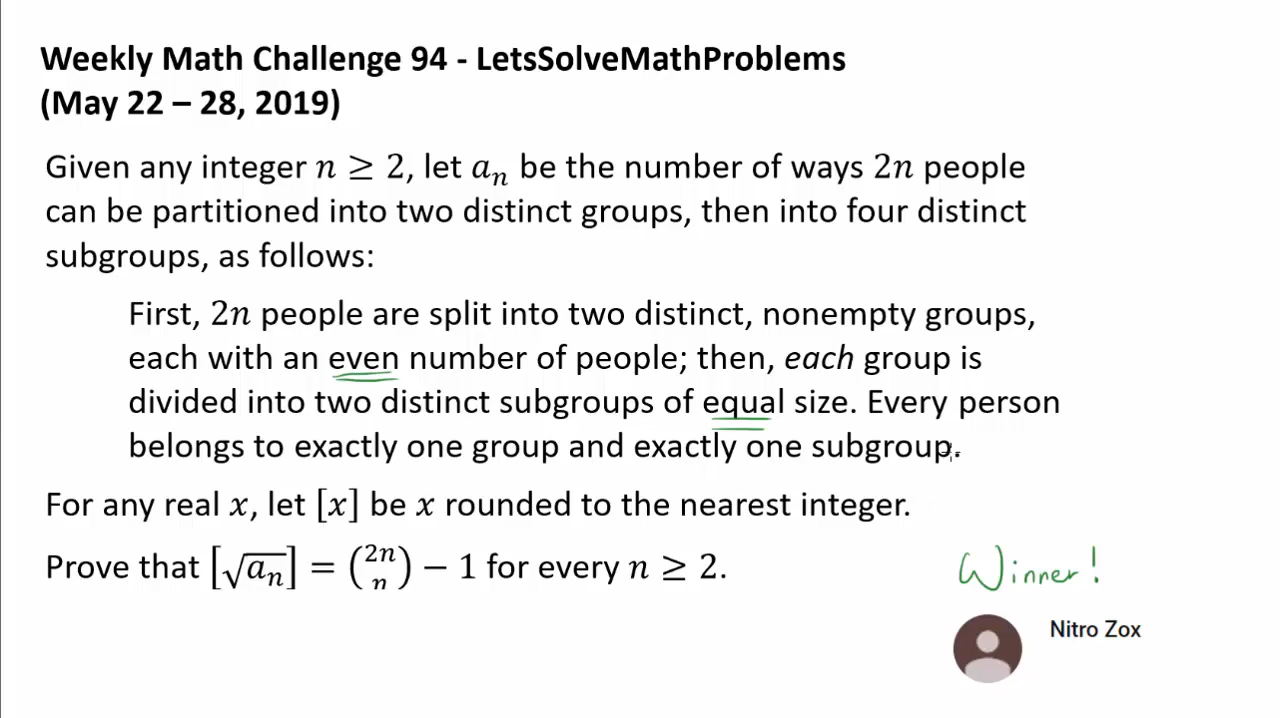 Weekly Math Challenge 94 - LetsSolveMathProblems
(May 22 – 28, 2019)
Given any integer n ≥ 2, let aₙ be the number of ways 2n people
can be partitioned into two distinct groups, then into four distinct
subgroups, as follows:
First, 2n people are split into two distinct, nonempty groups,
each with an even number of people; then, each group is
divided into two distinct subgroups of equal size. Every person
belongs to exactly one group and exactly one subgroup.
For any real x, let [x] be x rounded to the nearest integer.
Prove that [√aₙ] = (2n n) − 1 for every n ≥ 2.
Winner!
Nitro Zox